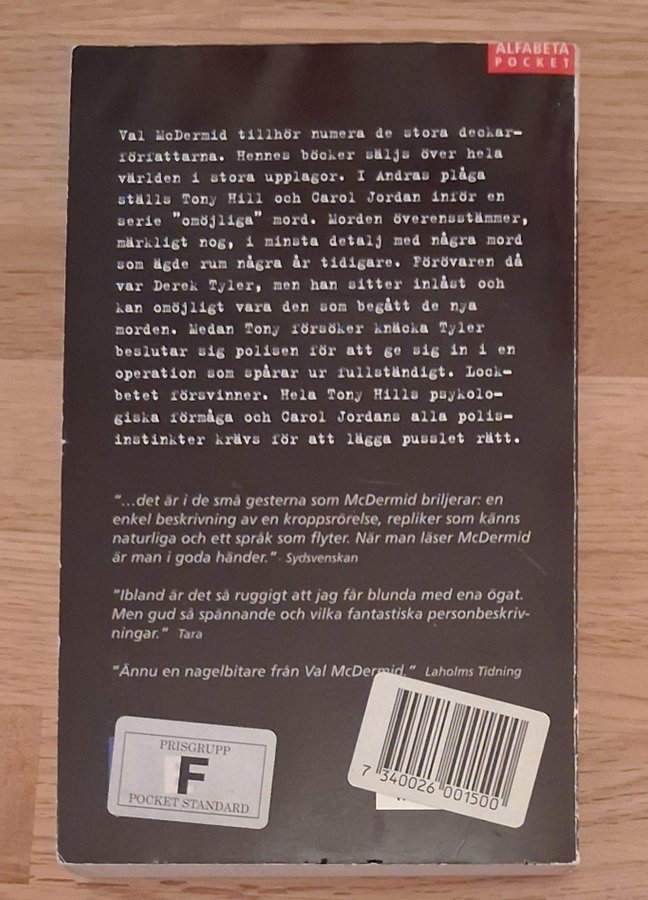 ALFABETA
POCKET
Val McDermid tillhör numera de stora deckar-
författarna. Hennes böcker säljs över hela
världen i stora upplagor. I Andras plåga
ställs Tony Hill och Carol Jordan inför en
serie "omöjliga" mord. Morden överensstämmer,
märkligt nog, i minsta detalj med några mord
som ägde rum några år tidigare. Förövaren då
var Derek Tyler, men han sitter inlåst och
kan omöjligt vara den som begått de nya
morden. Medan Tony försöker knäcka Tyler
beslutar sig polisen för att ge sig in i en
operation som spårar ur fullständigt. Lock-
betet försvinner. Hela Tony Hills psykolo-
giska förmåga och Carol Jordans alla polis-
instinkter krävs för att lägga pusslet rätt.
"...det är i de små gesterna som McDermid briljerar: en
enkel beskrivning av en kroppsrörelse, repliker som känns
naturliga och ett språk som flyter. När man läser McDermid
är man i goda händer." Sydsvenskan
"Ibland är det så ruggigt att jag får blunda med ena ögat.
Men gud så spännande och vilka fantastiska personbeskriv-
ningar." Tara
"Ännu en nagelbitare från Val McDermid." Laholms Tidning
PRISGRUPP
F
POCKET STANDARD
7 340026 001500